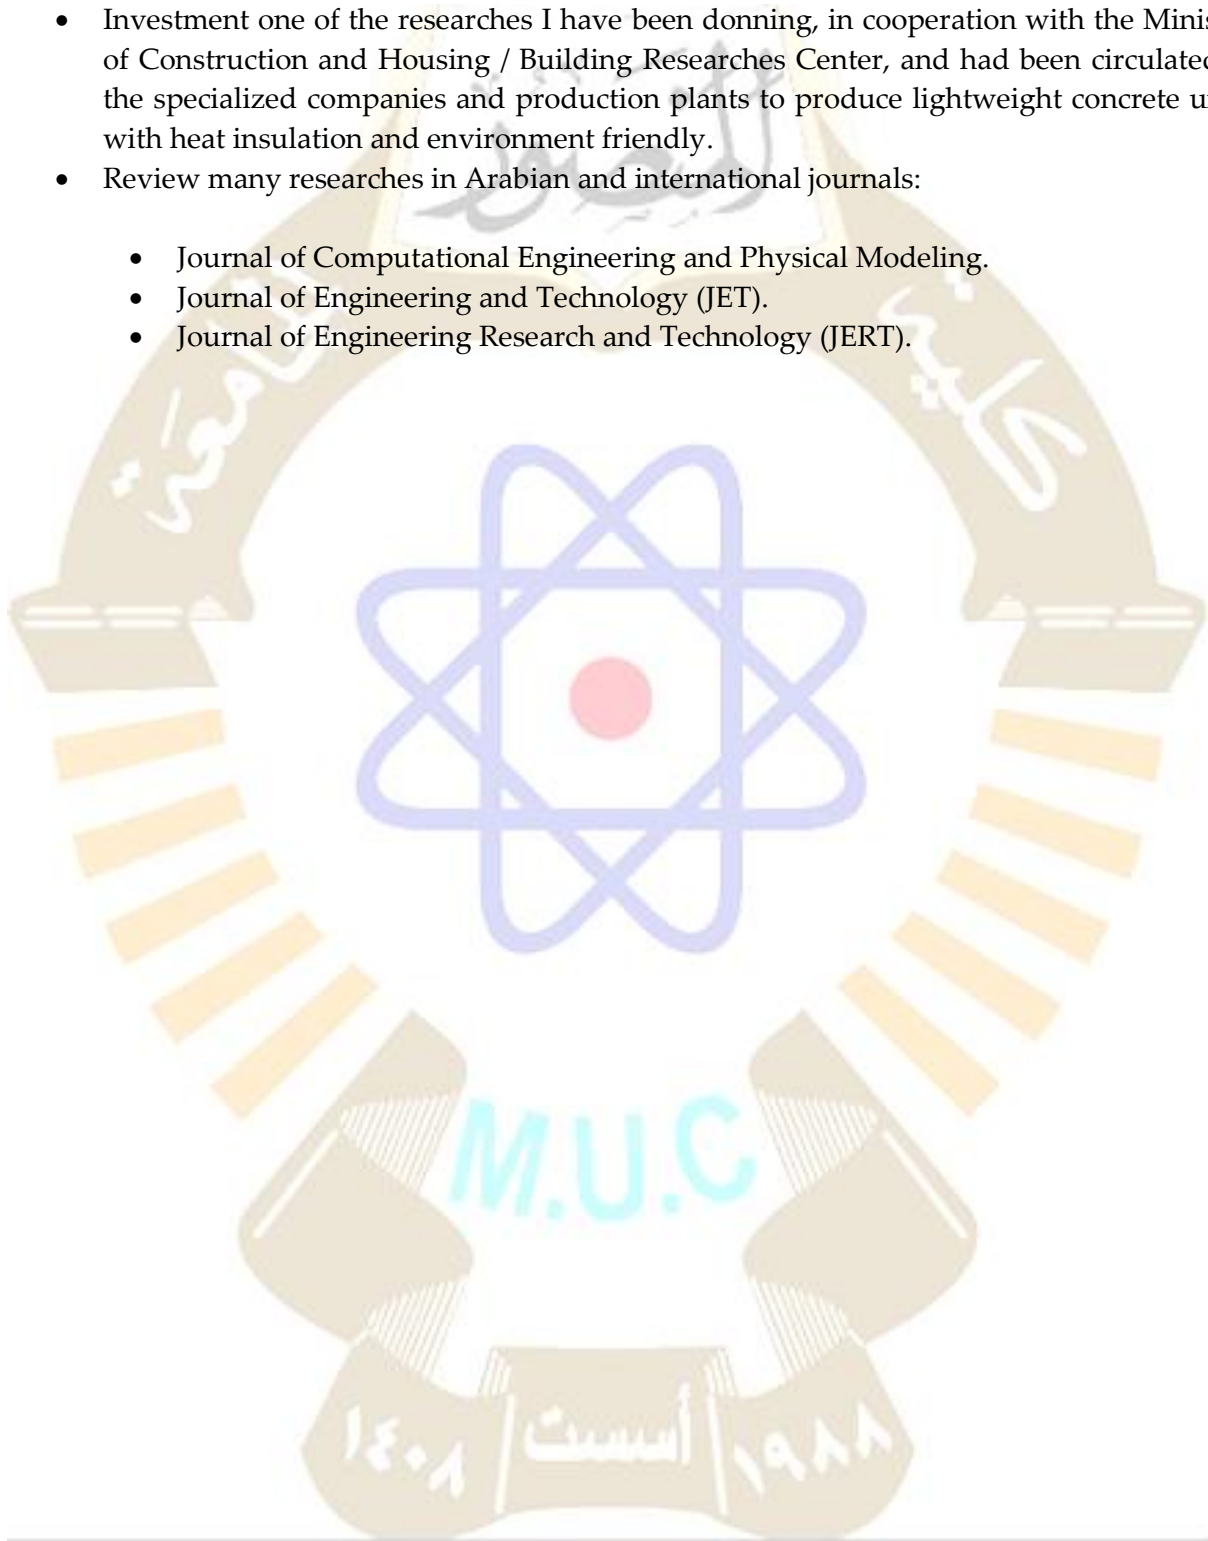 • Investment one of the researches I have been donning, in cooperation with the Minis
of Construction and Housing / Building Researches Center, and had been circulated
the specialized companies and production plants to produce lightweight concrete u
with heat insulation and environment friendly.
• Review many researches in Arabian and international journals:
• Journal of Computational Engineering and Physical Modeling.
• Journal of Engineering and Technology (JET).
• Journal of Engineering Research and Technology (JERT).
المنصور
كلية
الجامعة
M.U.C
١٤٠٨ أسست ١٩٨٨